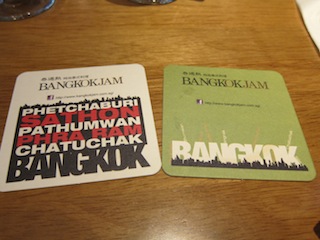 BANGKOKJAM
PHETCHABURI
SATHON
PATHUMWAN
PHRA RAM
CHATUCHAK
BANGKOK
BANGKOKJAM
BANGKOK